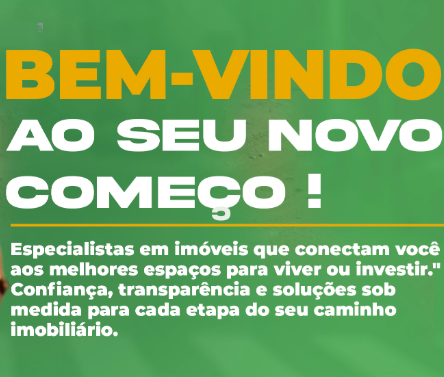 BEM-VINDO
AO SEU NOVO
COMEÇO !
Especialistas em imóveis que conectam você
aos melhores espaços para viver ou investir."
Confiança, transparência e soluções sob
medida para cada etapa do seu caminho
imobiliário.